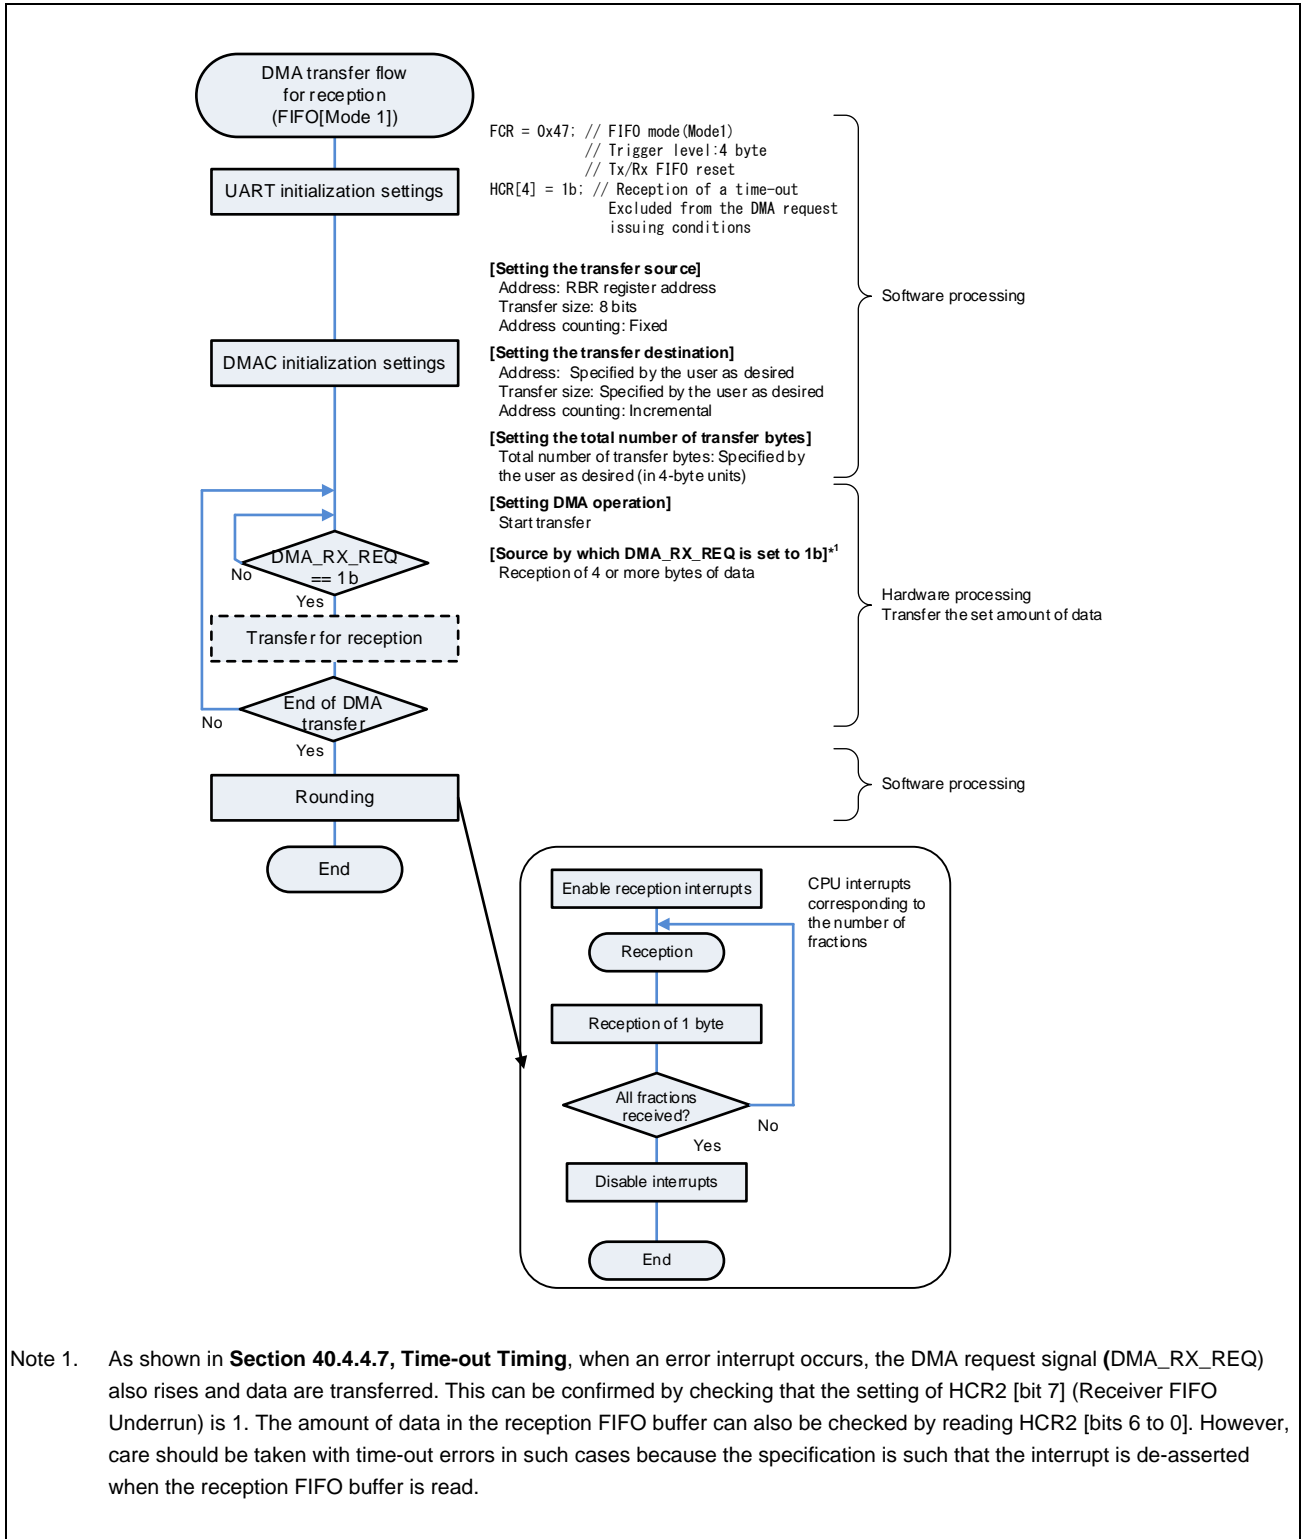 DMA transfer flow
for reception
(FIFO[Mode 1])
UART initialization settings
FCR = 0x47; // FIFO mode(Mode1)
// Trigger level:4 byte
// Tx/Rx FIFO reset
HCR[4] = 1b; // Reception of a time-out
Excluded from the DMA request
issuing conditions
[Setting the transfer source]
Address: RBR register address
Transfer size: 8 bits
Address counting: Fixed
Software processing
DMAC initialization settings
[Setting the transfer destination]
Address: Specified by the user as desired
Transfer size: Specified by the user as desired
Address counting: Incremental
[Setting the total number of transfer bytes]
Total number of transfer bytes: Specified by
the user as desired (in 4-byte units)
[Setting DMA operation]
Start transfer
[Source by which DMA_RX_REQ is set to 1b]*1
Reception of 4 or more bytes of data
DMA_RX_REQ
== 1b
No
Yes
Hardware processing
Transfer the set amount of data
Transfer for reception
End of DMA
transfer
No
Yes
Rounding
Software processing
End
Enable reception interrupts
CPU interrupts
corresponding to
the number of
fractions
Reception
Reception of 1 byte
All fractions
received?
No
Yes
Disable interrupts
End
Note 1. As shown in Section 40.4.4.7, Time-out Timing, when an error interrupt occurs, the DMA request signal (DMA_RX_REQ)
also rises and data are transferred. This can be confirmed by checking that the setting of HCR2 [bit 7] (Receiver FIFO
Underrun) is 1. The amount of data in the reception FIFO buffer can also be checked by reading HCR2 [bits 6 to 0]. However,
care should be taken with time-out errors in such cases because the specification is such that the interrupt is de-asserted
when the reception FIFO buffer is read.